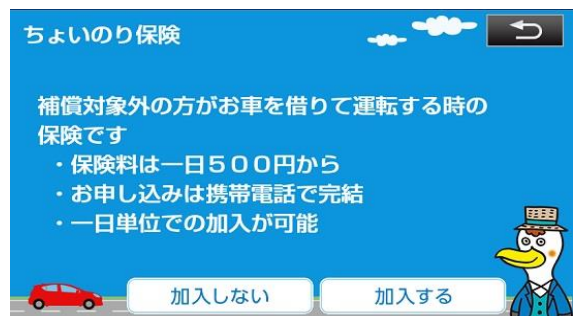 ちょいのり保険
補償対象外の方がお車を借りて運転する時の
保険です
・保険料は一日５００円から
・お申し込みは携帯電話で完結
・一日単位での加入が可能
加入しない
加入する